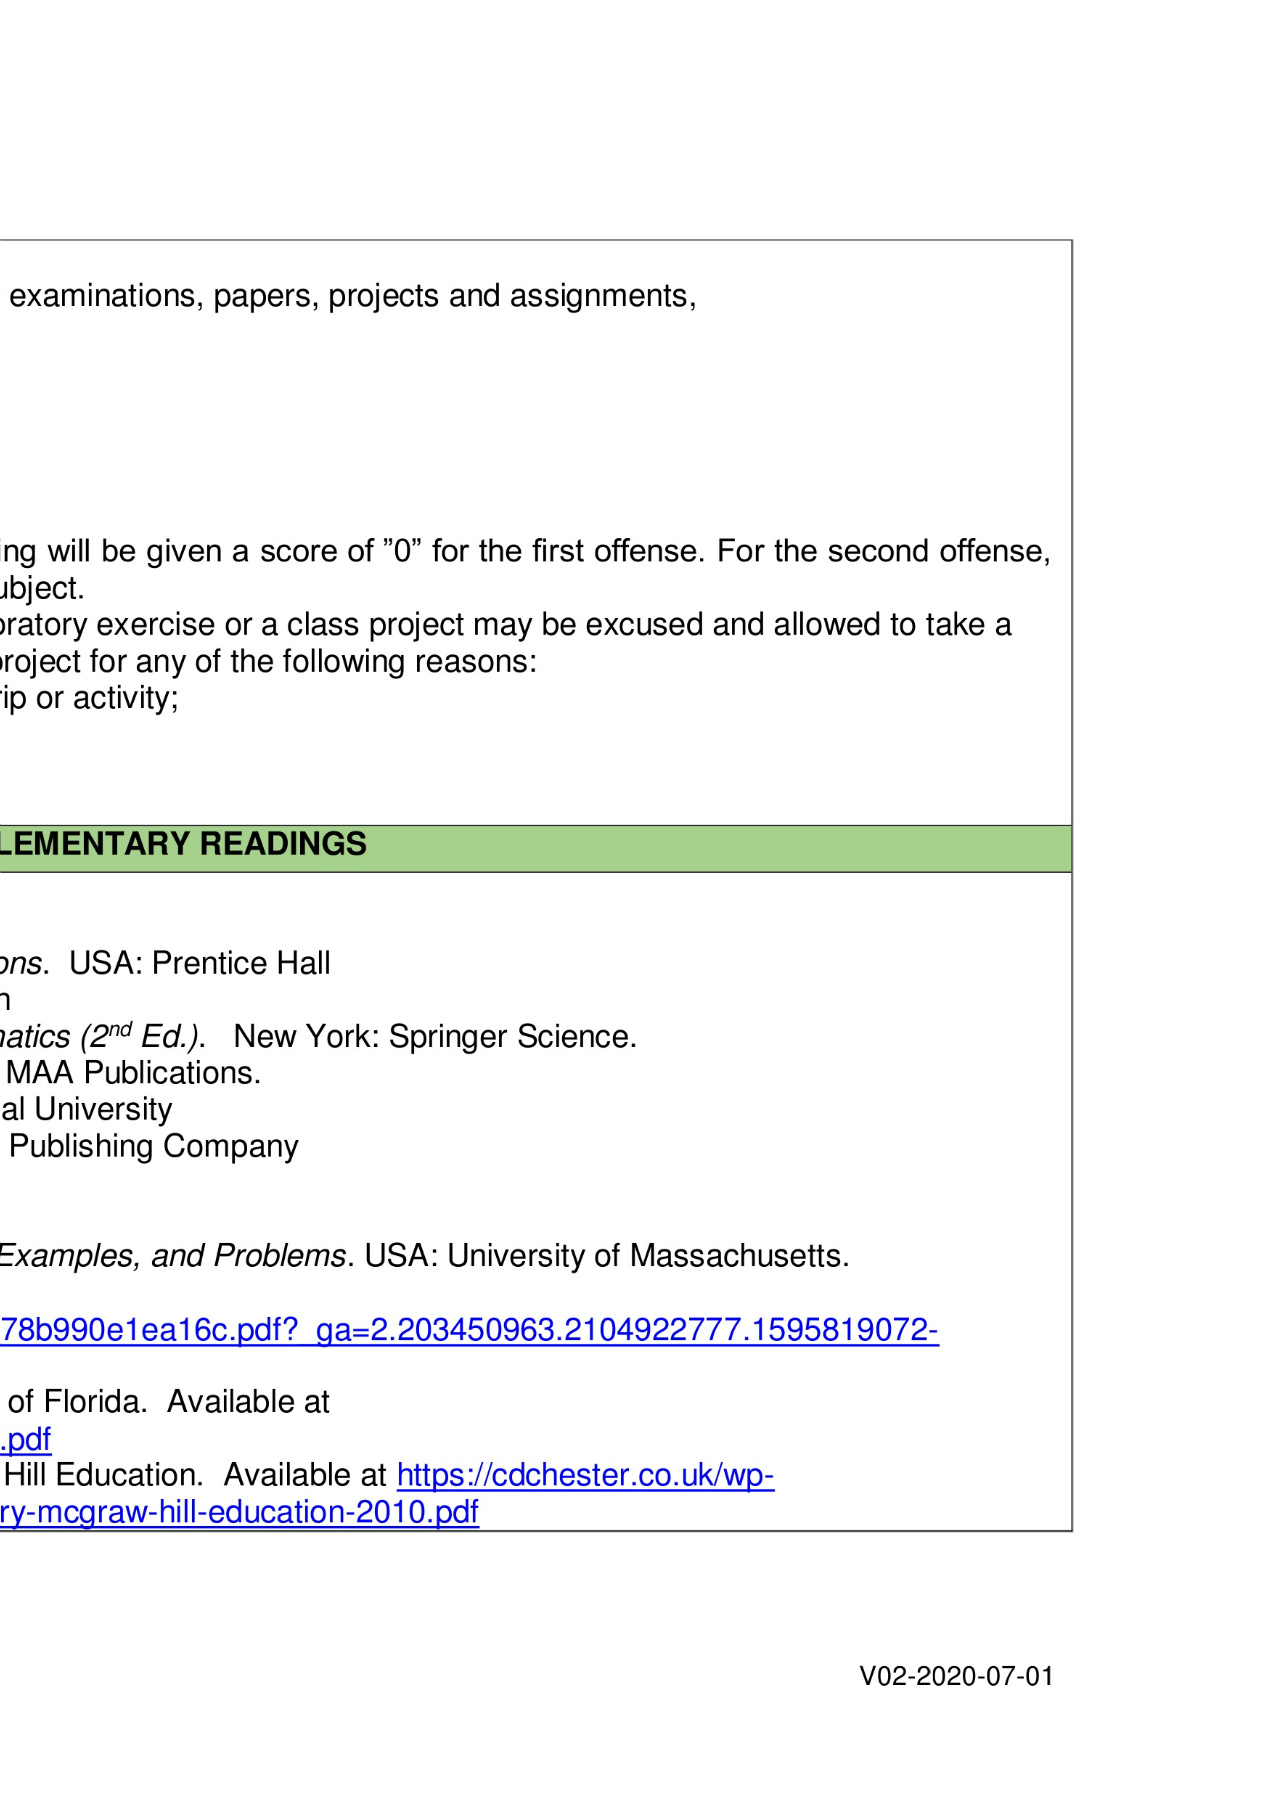 examinations, papers, projects and assignments,
ing will be given a score of ”0” for the first offense. For the second offense,
ubject.
oratory exercise or a class project may be excused and allowed to take a
project for any of the following reasons:
rip or activity;
LEMENTARY READINGS
ons. USA: Prentice Hall
n
natics (2nd Ed.). New York: Springer Science.
MAA Publications.
al University
Publishing Company
Examples, and Problems. USA: University of Massachusetts.
78b990e1ea16c.pdf?_ga=2.203450963.2104922777.1595819072-
of Florida. Available at
.pdf
Hill Education. Available at https://cdchester.co.uk/wp-
ry-mcgraw-hill-education-2010.pdf
V02-2020-07-01